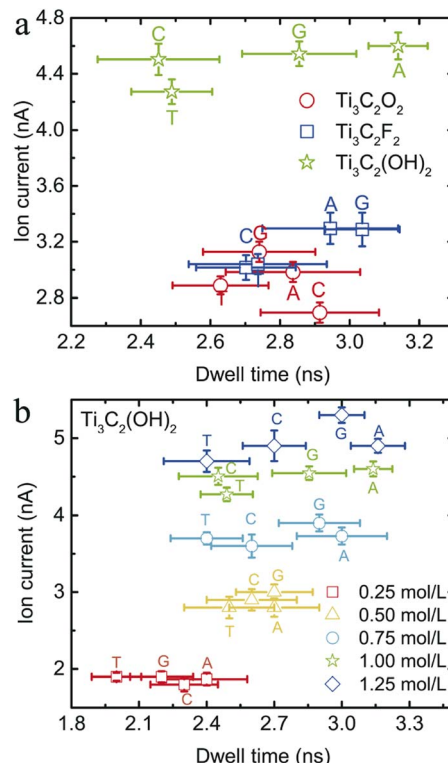 a
4.8
4.4
4.0
3.6
3.2
2.8
Ion current (nA)
C
G
A
T
Ti₃C₂O₂
Ti₃C₂F₂
Ti₃C₂(OH)₂
A
G
G
C
T
T
A
C
2.2 2.4 2.6 2.8 3.0 3.2
Dwell time (ns)
b
Ti₃C₂(OH)₂
5
4
3
2
Ion current (nA)
T
C
G
A
C
T
G
A
T
C
G
A
C
G
T
A
T
G
A
C
0.25 mol/L
0.50 mol/L
0.75 mol/L
1.00 mol/L
1.25 mol/L
1.8 2.1 2.4 2.7 3.0 3.3
Dwell time (ns)